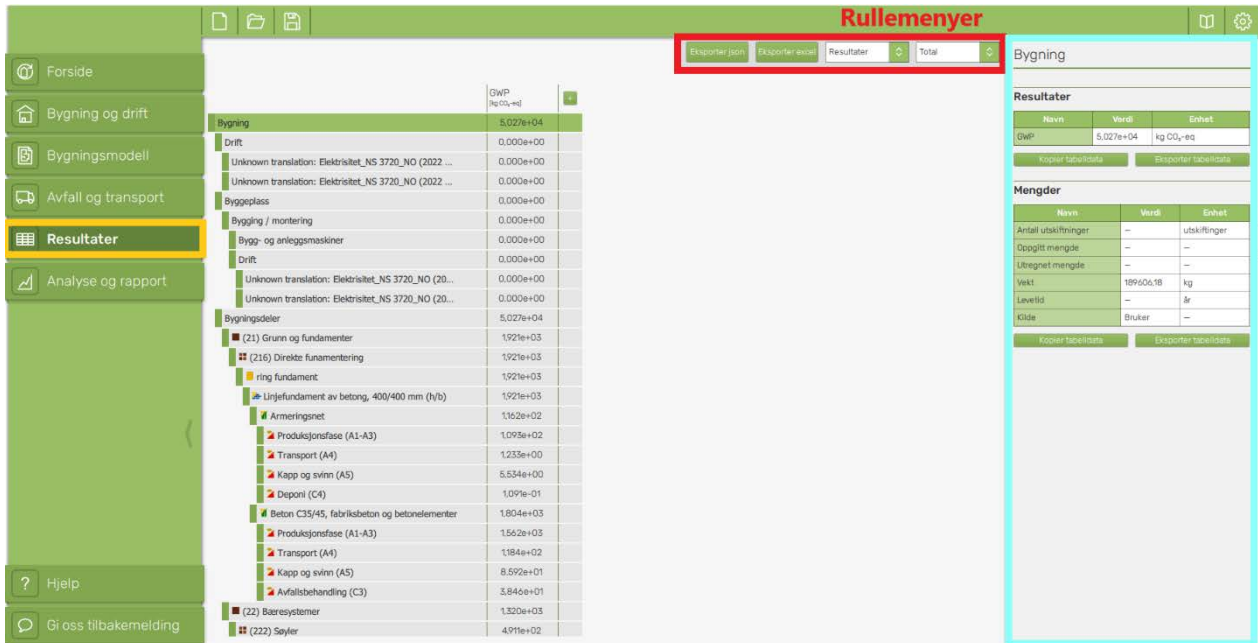 Rullemenyer
Eksporter json Eksporter excel Resultater Total
Forside
Bygning og drift
Bygningsmodell
Avfall og transport
Resultater
Analyse og rapport
Hjelp
Gi oss tilbakemelding
GWP
[kg CO₂-eq] +
Bygning 5,027e+04
Drift 0,000e+00
Unknown translation: Elektrisitet_NS 3720_NO (2022 ... 0,000e+00
Unknown translation: Elektrisitet_NS 3720_NO (2022 ... 0,000e+00
Byggeplass 0,000e+00
Bygging / montering 0,000e+00
Bygg- og anleggsmaskiner 0,000e+00
Drift 0,000e+00
Unknown translation: Elektrisitet_NS 3720_NO (20... 0,000e+00
Unknown translation: Elektrisitet_NS 3720_NO (20... 0,000e+00
Bygningsdeler 5,027e+04
(21) Grunn og fundamenter 1,921e+03
(216) Direkte funamentering 1,921e+03
ring fundament 1,921e+03
Linjefundament av betong, 400/400 mm (h/b) 1,921e+03
Armeringsnet 1,162e+02
Produksjonsfase (A1-A3) 1,093e+02
Transport (A4) 1,233e+00
Kapp og svinn (A5) 5,534e+00
Deponi (C4) 1,091e-01
Beton C35/45, fabriksbeton og betonelementer 1,804e+03
Produksjonsfase (A1-A3) 1,562e+03
Transport (A4) 1,184e+02
Kapp og svinn (A5) 8,592e+01
Avfallsbehandling (C3) 3,846e+01
(22) Bæresystemer 1,320e+03
(222) Søyler 4,911e+02
Bygning
Resultater
Navn Verdi Enhet
GWP 5,027e+04 kg CO₂-eq
Kopier tabelldata Eksporter tabelldata
Mengder
Navn Verdi Enhet
Antall utskiftninger – utskiftinger
Oppgitt mengde – –
Utregnet mengde – –
Vekt 189606,18 kg
Levetid – år
Kilde Bruker –
Kopier tabelldata Eksporter tabelldata